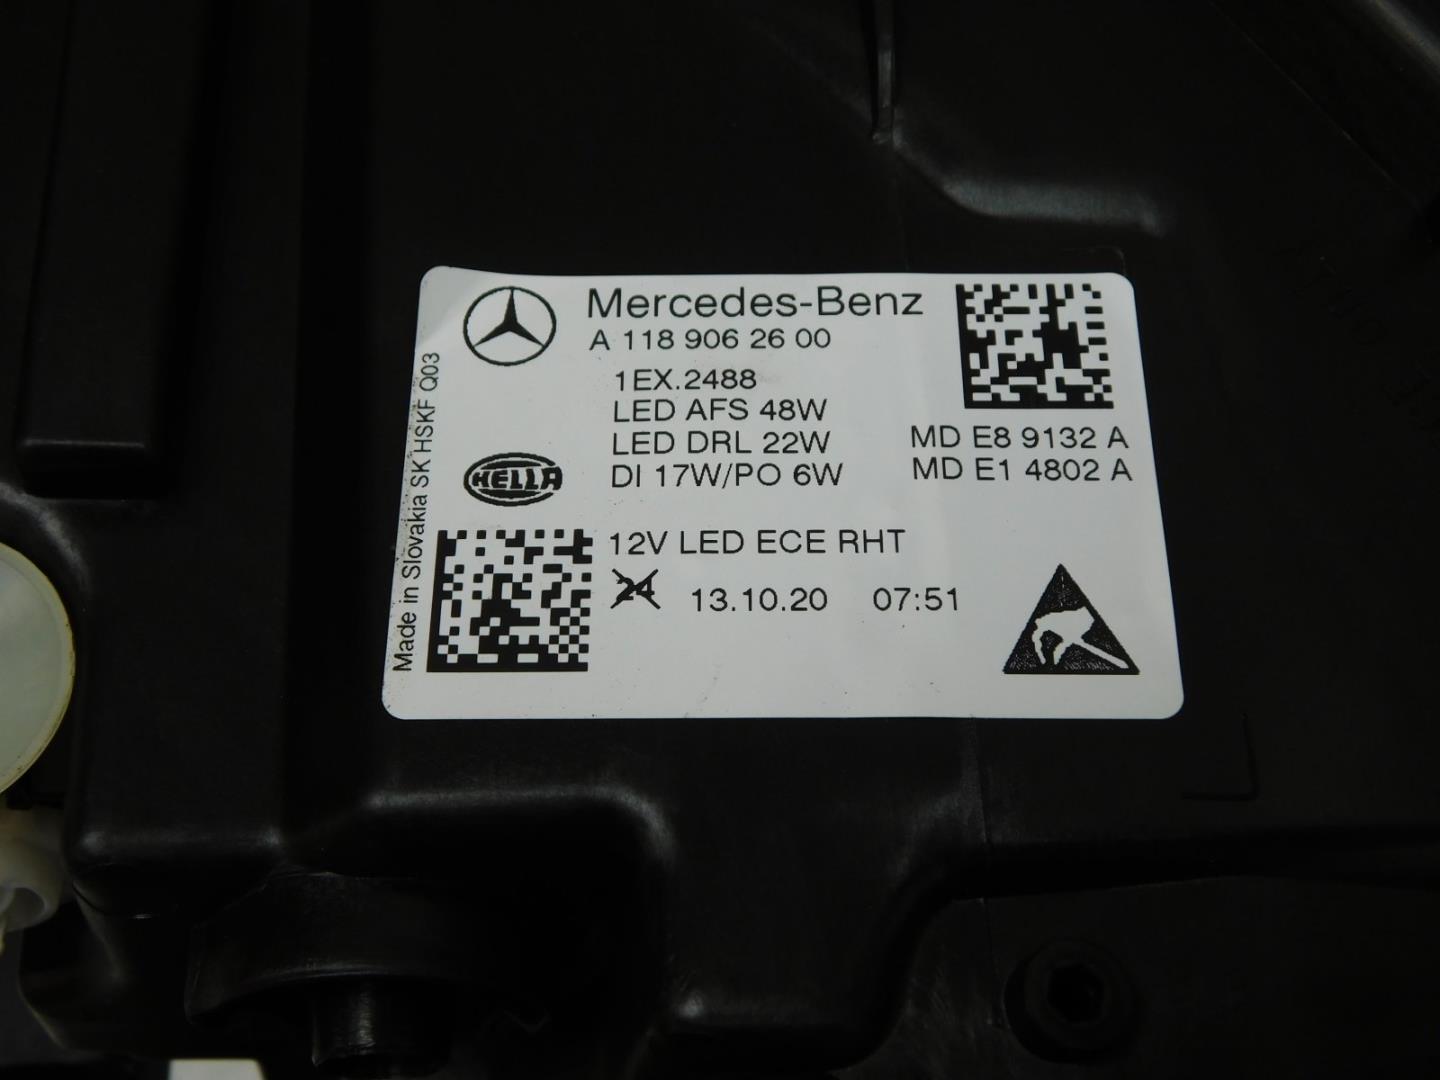 Mercedes-Benz
A 118 906 26 00
1EX.2488
LED AFS 48W
LED DRL 22W
DI 17W/PO 6W
MD E8 9132 A
MD E1 4802 A
HELLA
12V LED ECE RHT
24 13.10.20 07:51
Made in Slovakia SK HSKF Q03